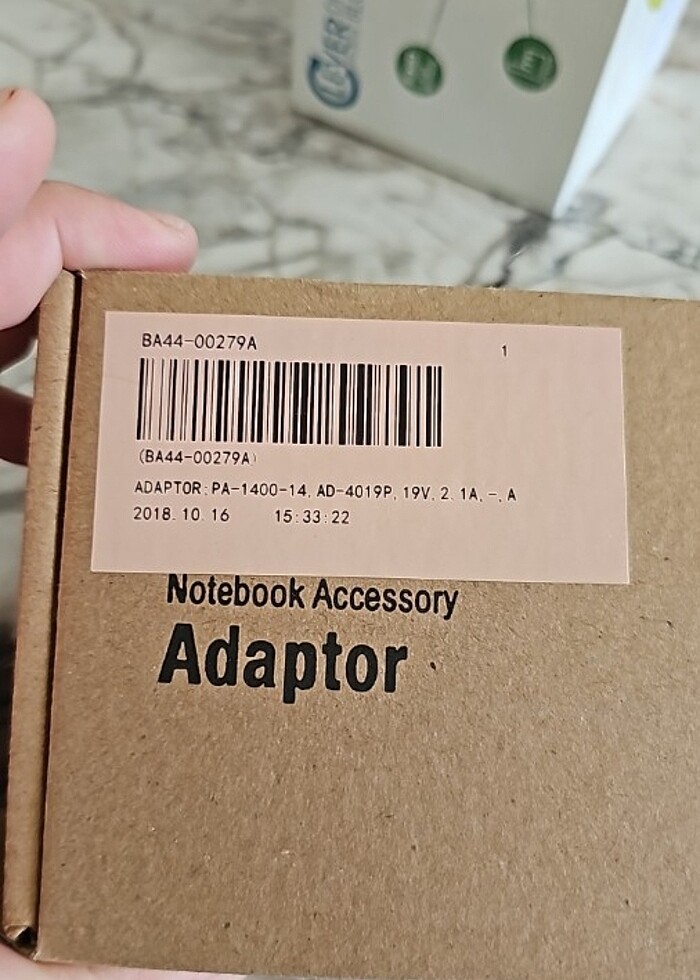 BA44-00279A
1
(BA44-00279A)
ADAPTOR:PA-1400-14, AD-4019P, 19V, 2.1A, -, A
2018.10.16 15:33:22
Notebook Accessory
Adaptor